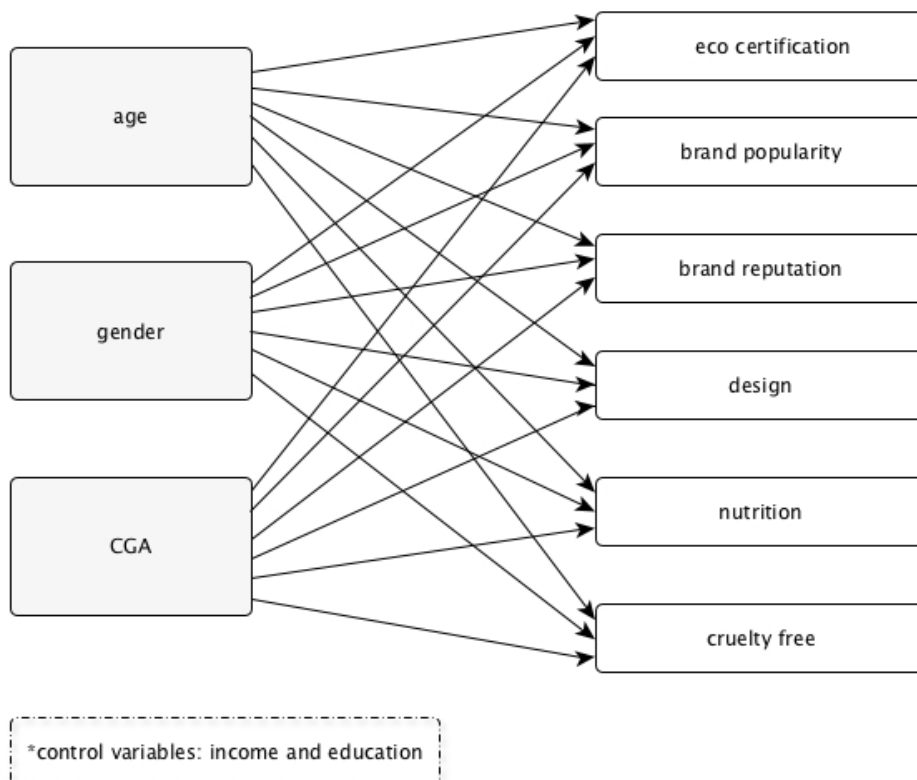 age
gender
CGA
eco certification
brand popularity
brand reputation
design
nutrition
cruelty free
*control variables: income and education